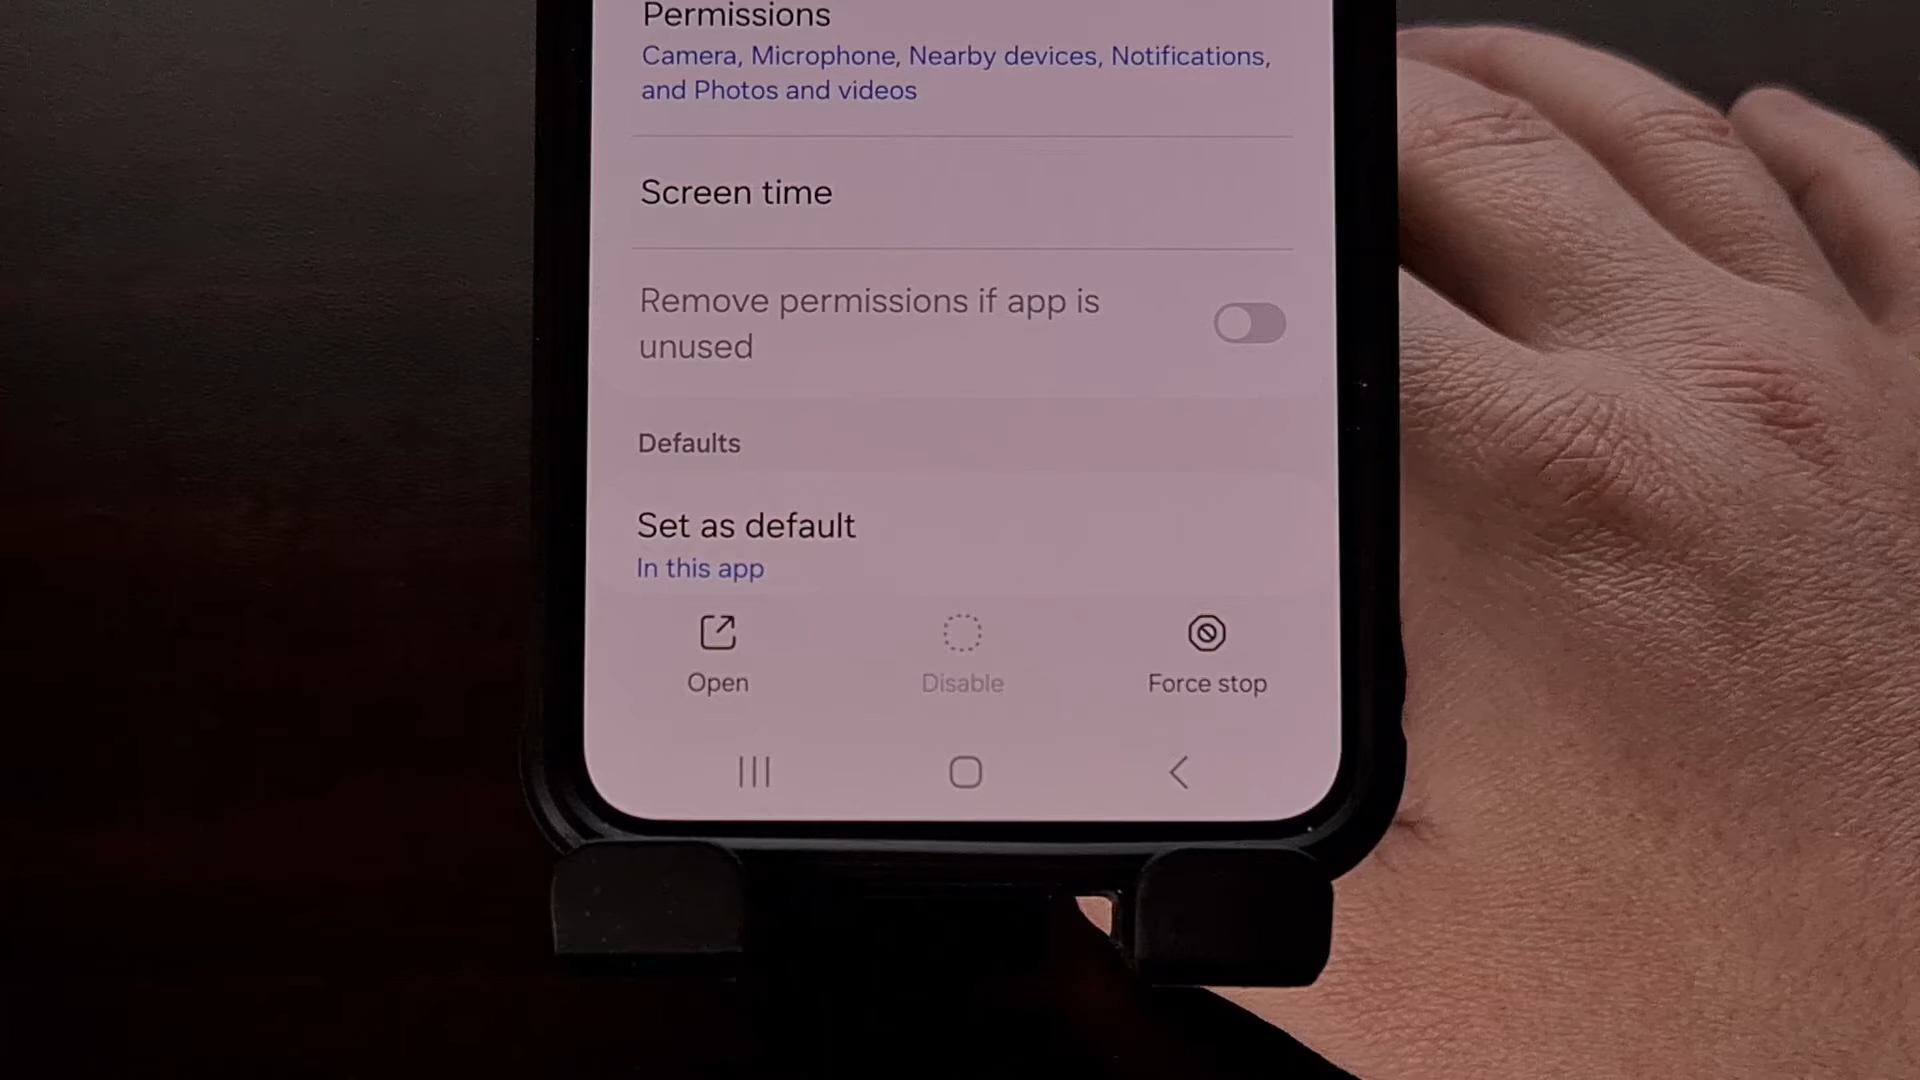 Permissions
Camera, Microphone, Nearby devices, Notifications,
and Photos and videos
Screen time
Remove permissions if app is
unused
Defaults
Set as default
In this app
Open
Disable
Force stop